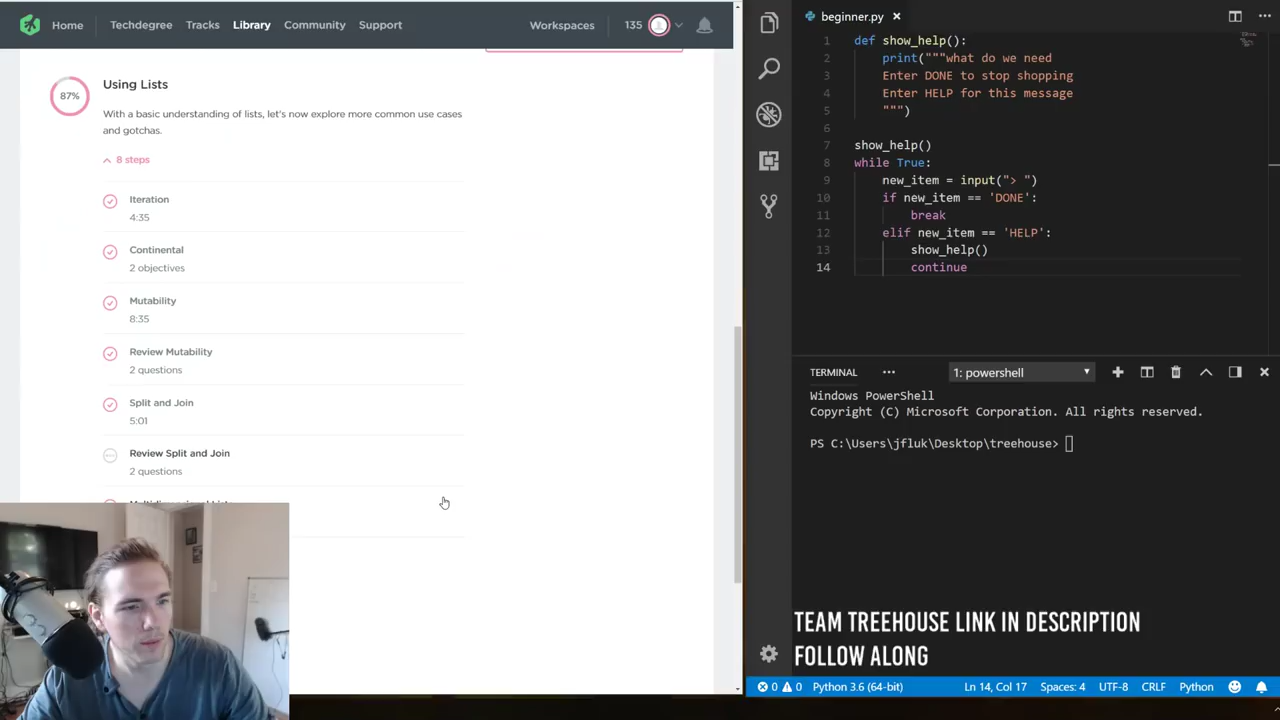 Home Techdegree Tracks Library Community Support Workspaces 135
87%
Using Lists
With a basic understanding of lists, let's now explore more common use cases
and gotchas.
8 steps
Iteration
4:35
Continental
2 objectives
Mutability
8:35
Review Mutability
2 questions
Split and Join
5:01
Review Split and Join
2 questions
beginner.py
1 def show_help():
2     print("""what do we need
3     Enter DONE to stop shopping
4     Enter HELP for this message
5     """)
6
7 show_help()
8 while True:
9     new_item = input("> ")
10     if new_item == 'DONE':
11         break
12     elif new_item == 'HELP':
13         show_help()
14         continue
TERMINAL 1: powershell
Windows PowerShell
Copyright (C) Microsoft Corporation. All rights reserved.
PS C:\Users\jfluk\Desktop\treehouse>
TEAM TREEHOUSE LINK IN DESCRIPTION
FOLLOW ALONG
0 0 Python 3.6 (64-bit) Ln 14, Col 17 Spaces: 4 UTF-8 CRLF Python